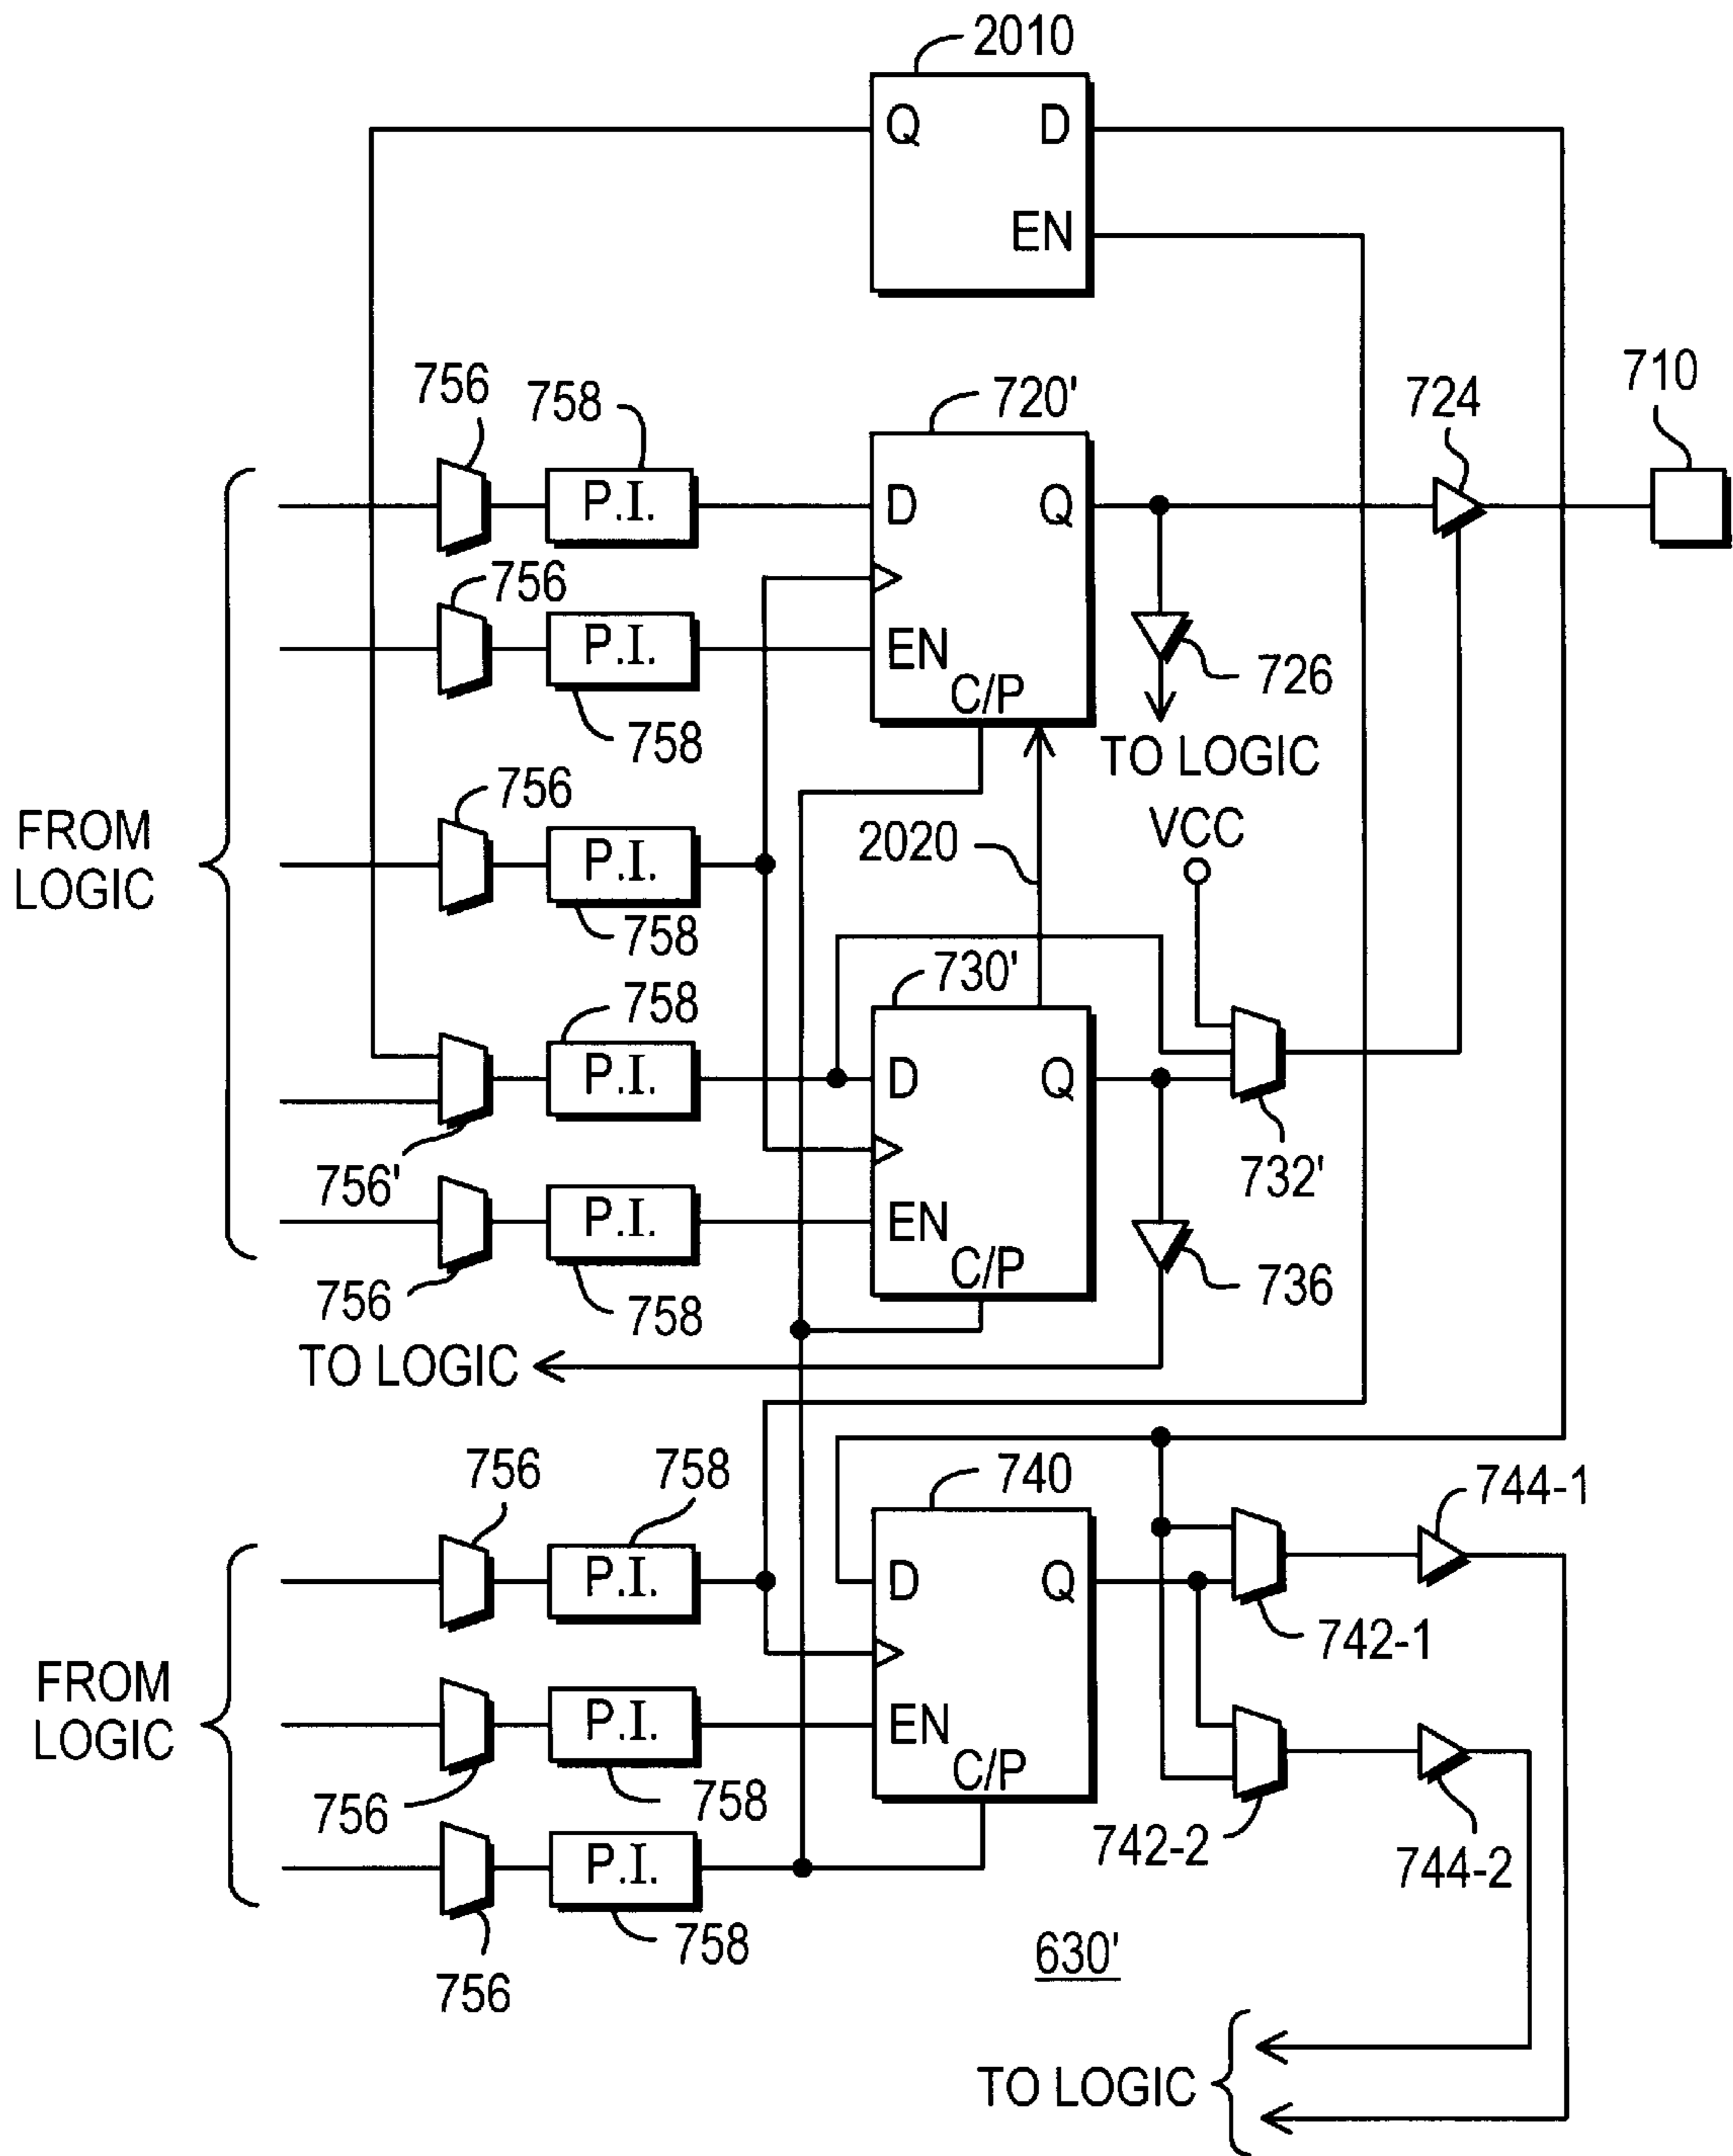 2010
Q D
EN
756
758
720'
724
710
P.I.
D Q
756
P.I.
EN
C/P
726
758
TO LOGIC
756
FROM
LOGIC
P.I.
2020
VCC
758
730'
758
P.I.
D Q
756'
732'
P.I.
EN
C/P
736
756
758
TO LOGIC
756
758
740
744-1
P.I.
D Q
742-1
FROM
LOGIC
P.I.
EN
C/P
756
758
742-2
744-2
P.I.
758
756
630'
TO LOGIC